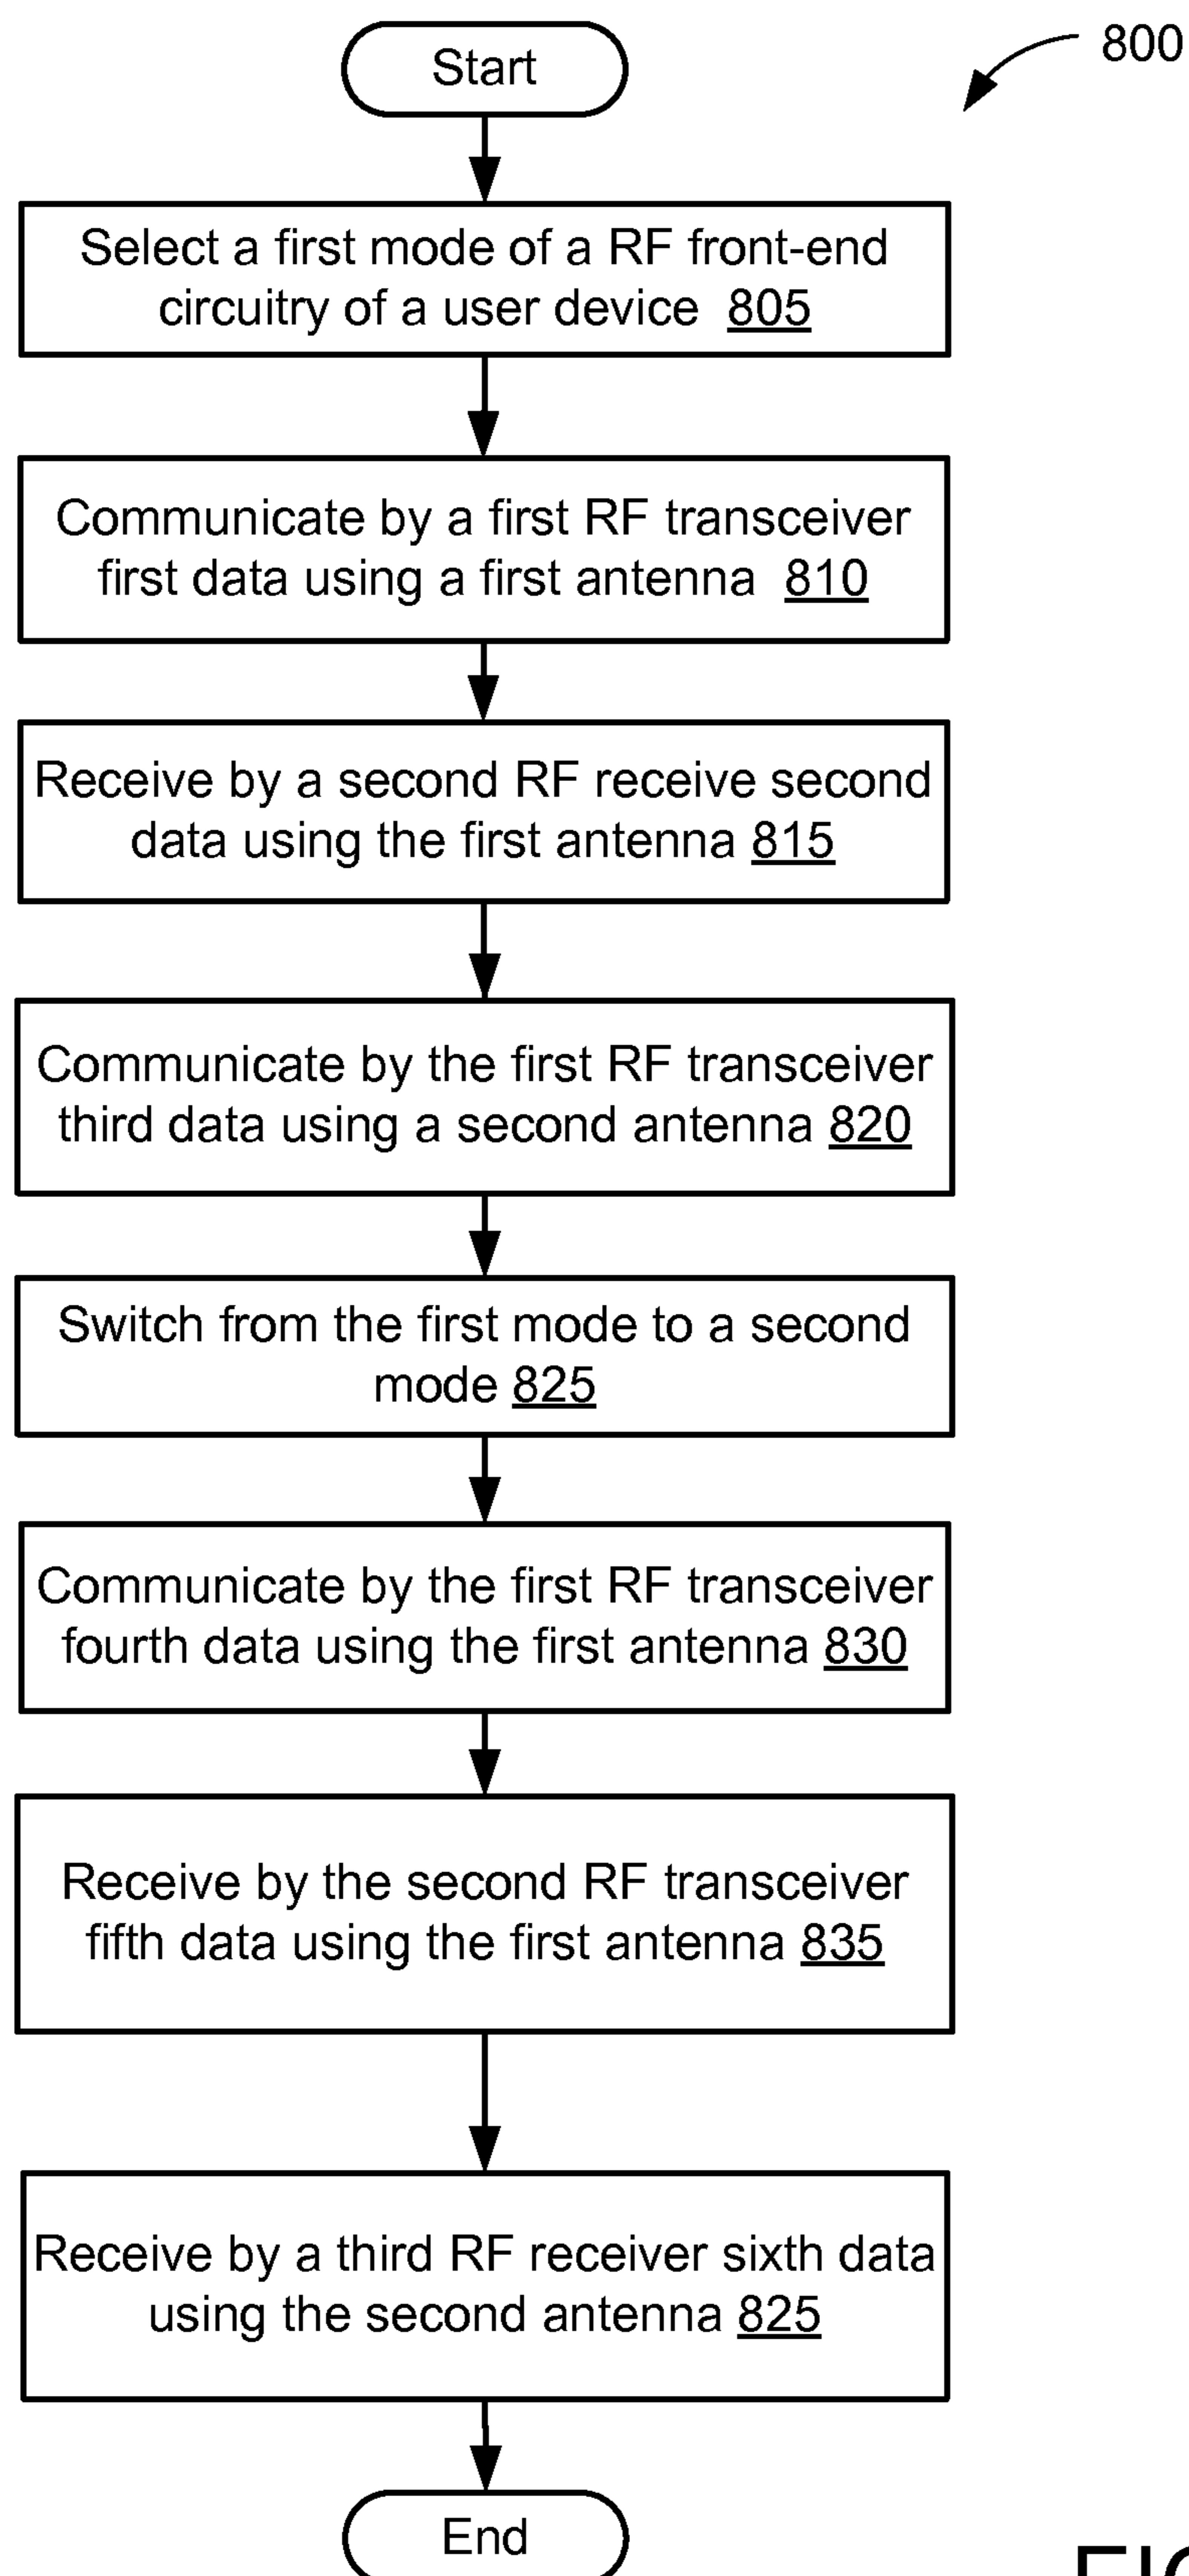 Start
800
Select a first mode of a RF front-end
circuitry of a user device 805
Communicate by a first RF transceiver
first data using a first antenna 810
Receive by a second RF receive second
data using the first antenna 815
Communicate by the first RF transceiver
third data using a second antenna 820
Switch from the first mode to a second
mode 825
Communicate by the first RF transceiver
fourth data using the first antenna 830
Receive by the second RF transceiver
fifth data using the first antenna 835
Receive by a third RF receiver sixth data
using the second antenna 825
End